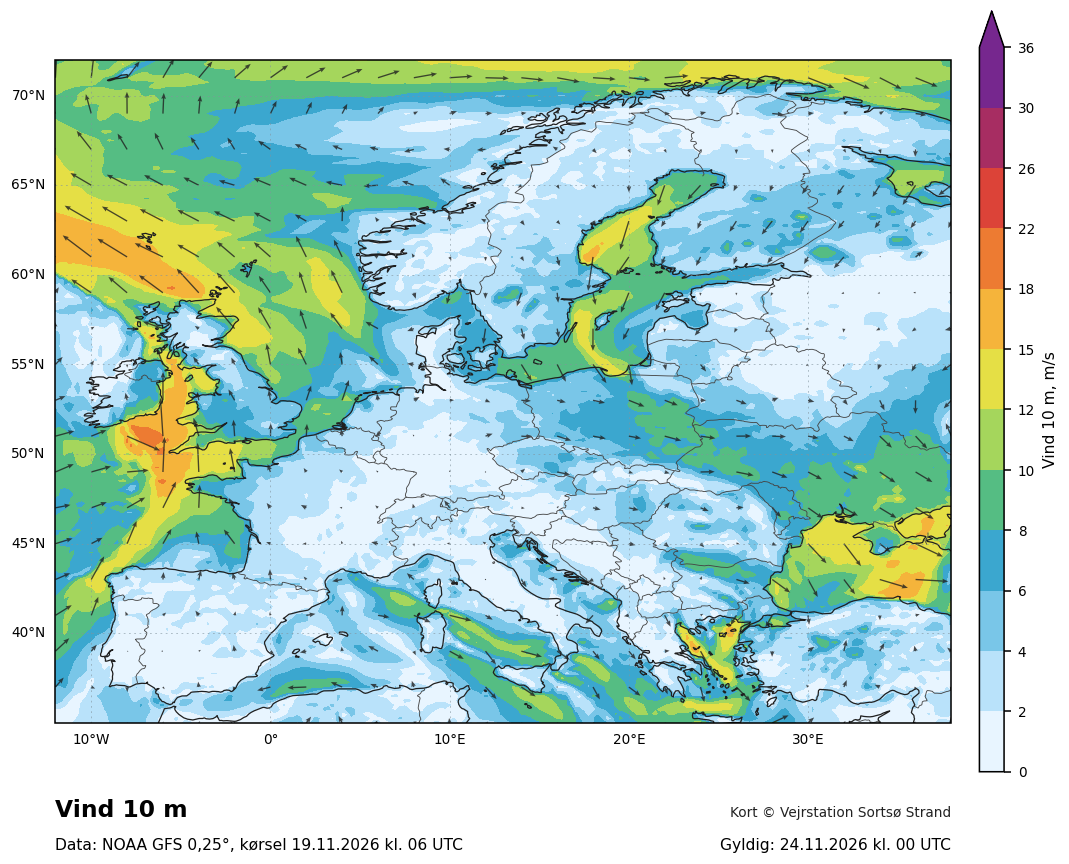 36
30
26
22
18
15
12
10
8
6
4
2
0
Vind 10 m, m/s
70°N
65°N
60°N
55°N
50°N
45°N
40°N
10°W
0°
10°E
20°E
30°E
Vind 10 m
Kort © Vejrstation Sortsø Strand
Data: NOAA GFS 0,25°, kørsel 19.11.2026 kl. 06 UTC
Gyldig: 24.11.2026 kl. 00 UTC